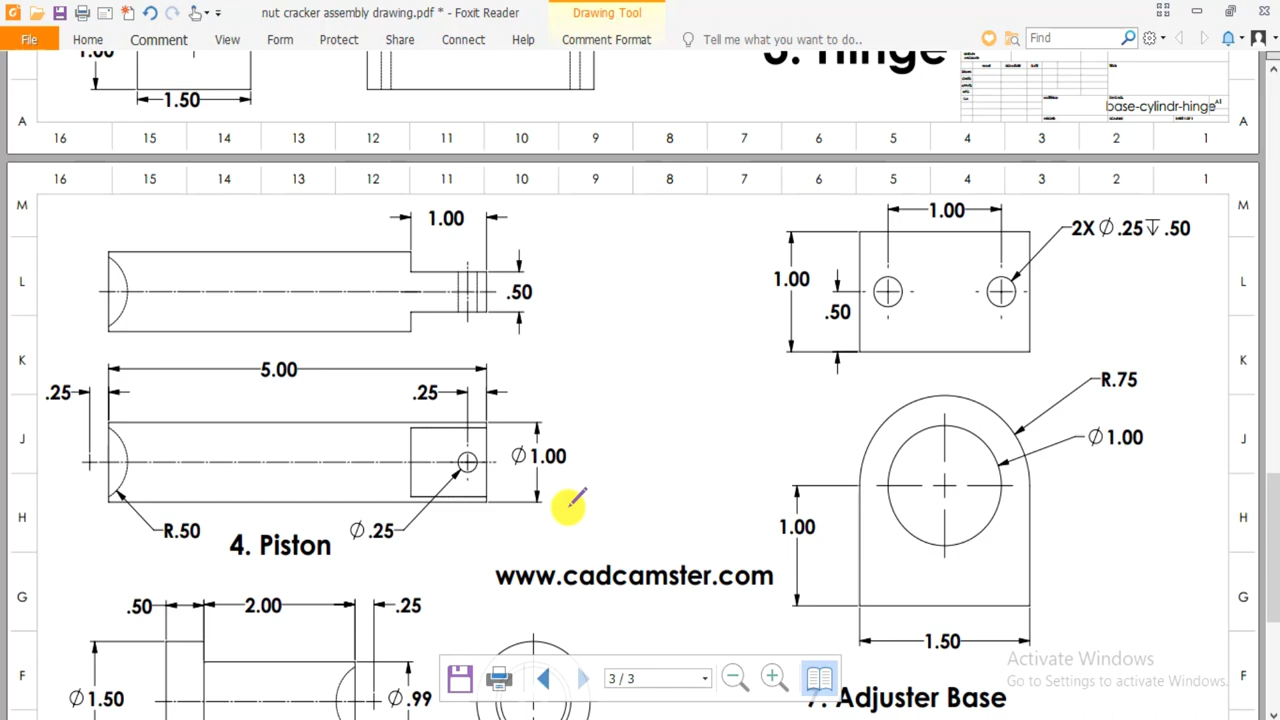 nut cracker assembly drawing.pdf * - Foxit Reader
Drawing Tool
File Home Comment View Form Protect Share Connect Help Comment Format Tell me what you want to do.. Find
1.00
1.50
3. Hinge
base-cylindr-hinge
A1
A A
16 15 14 13 12 11 10 9 8 7 6 5 4 3 2 1
16 15 14 13 12 11 10 9 8 7 6 5 4 3 2 1
M M
1.00 1.00
2X ∅.25↧.50
L L
1.00
.50
.50
K K
5.00
R.75
.25 .25
J J
∅1.00
∅1.00
H H
1.00
R.50 ∅.25
4. Piston
www.cadcamster.com
G G
.50 2.00 .25
1.50
F F
∅1.50 ∅.99
3 / 3
7. Adjuster Base
Activate Windows
Go to Settings to activate Windows.